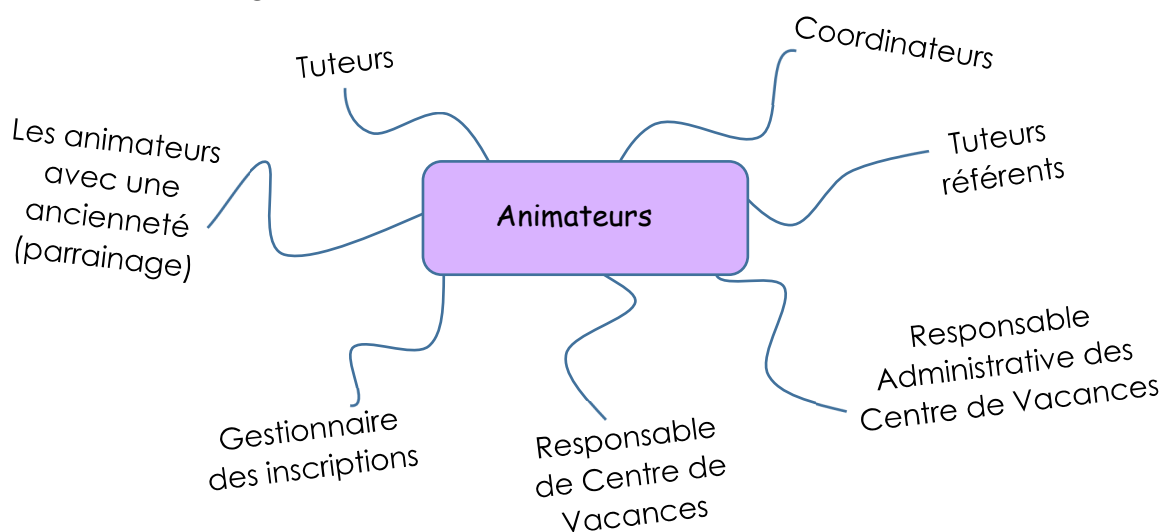 Coordinateurs
Tuteurs
Les animateurs
avec une
ancienneté
(parrainage)
Tuteurs
référents
Animateurs
Responsable
Administrative des
Centre de Vacances
Gestionnaire
des inscriptions
Responsable
de Centre de
Vacances